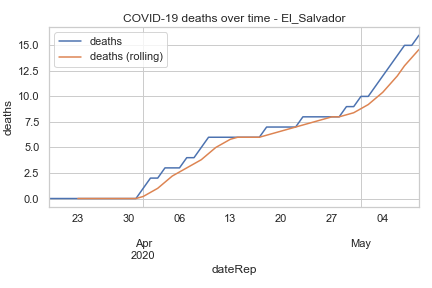 COVID-19 deaths over time - El_Salvador
deaths
deaths (rolling)
deaths
15.0
12.5
10.0
7.5
5.0
2.5
0.0
23 30 06 13 20 27 04
Apr May
2020
dateRep